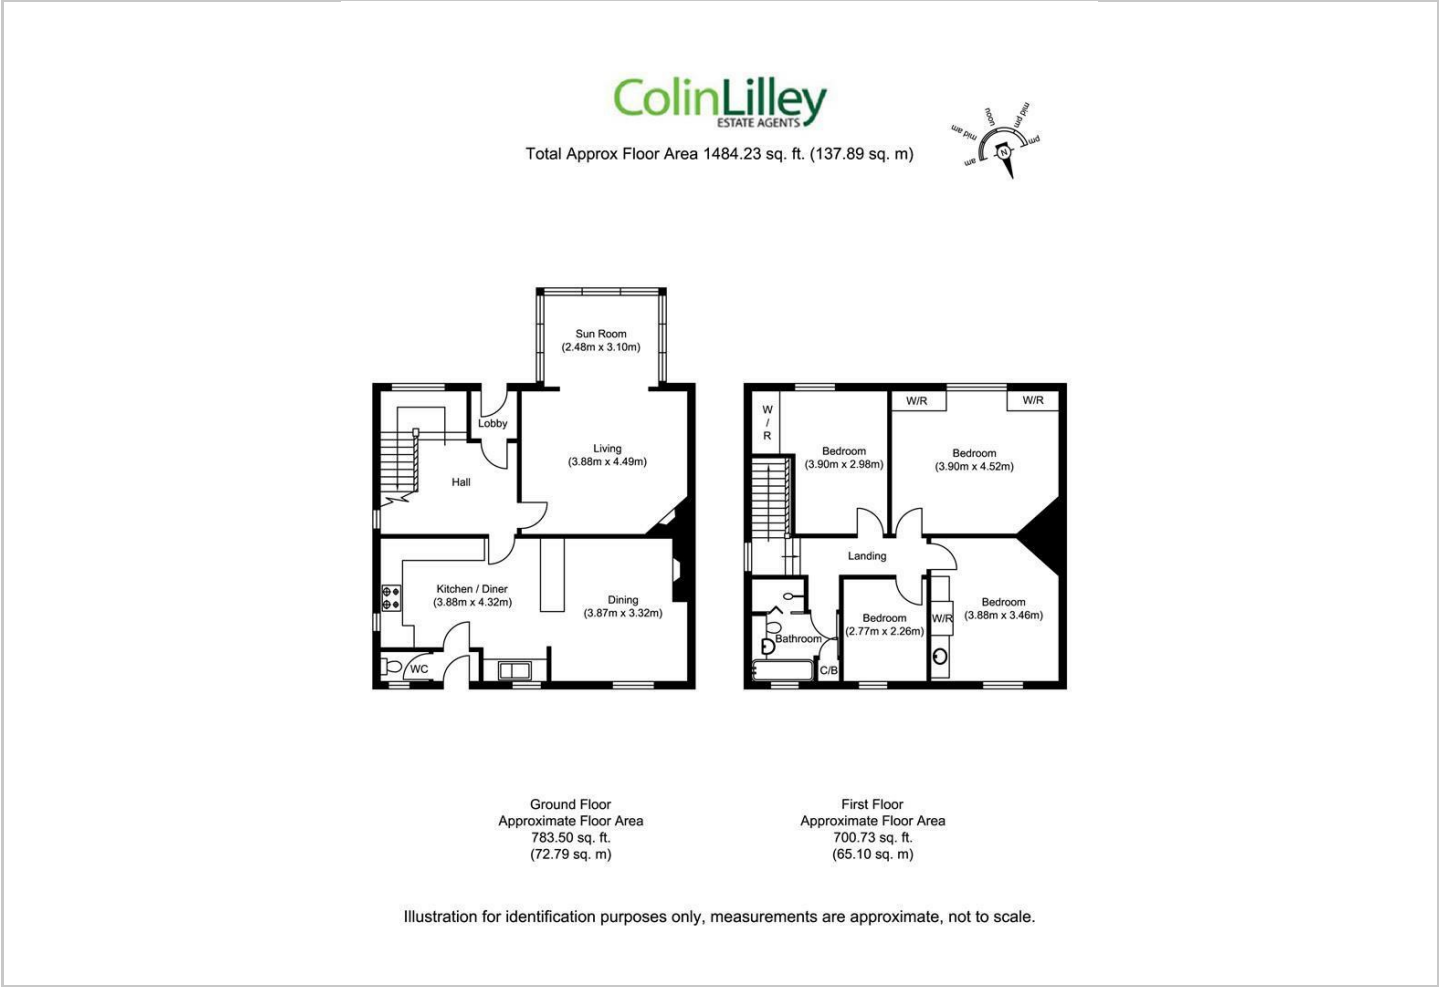 ColinLilley
ESTATE AGENTS
Total Approx Floor Area 1484.23 sq. ft. (137.89 sq. m)
am
mid am
noon
mid pm
pm
N
Sun Room
(2.48m x 3.10m)
Lobby
Living
(3.88m x 4.49m)
Hall
Kitchen / Diner
(3.88m x 4.32m)
Dining
(3.87m x 3.32m)
WC
W
/
R
W/R
W/R
Bedroom
(3.90m x 2.98m)
Bedroom
(3.90m x 4.52m)
Landing
Bedroom
(3.88m x 3.46m)
W/R
Bedroom
(2.77m x 2.26m)
Bathroom
C/B
Ground Floor
Approximate Floor Area
783.50 sq. ft.
(72.79 sq. m)
First Floor
Approximate Floor Area
700.73 sq. ft.
(65.10 sq. m)
Illustration for identification purposes only, measurements are approximate, not to scale.